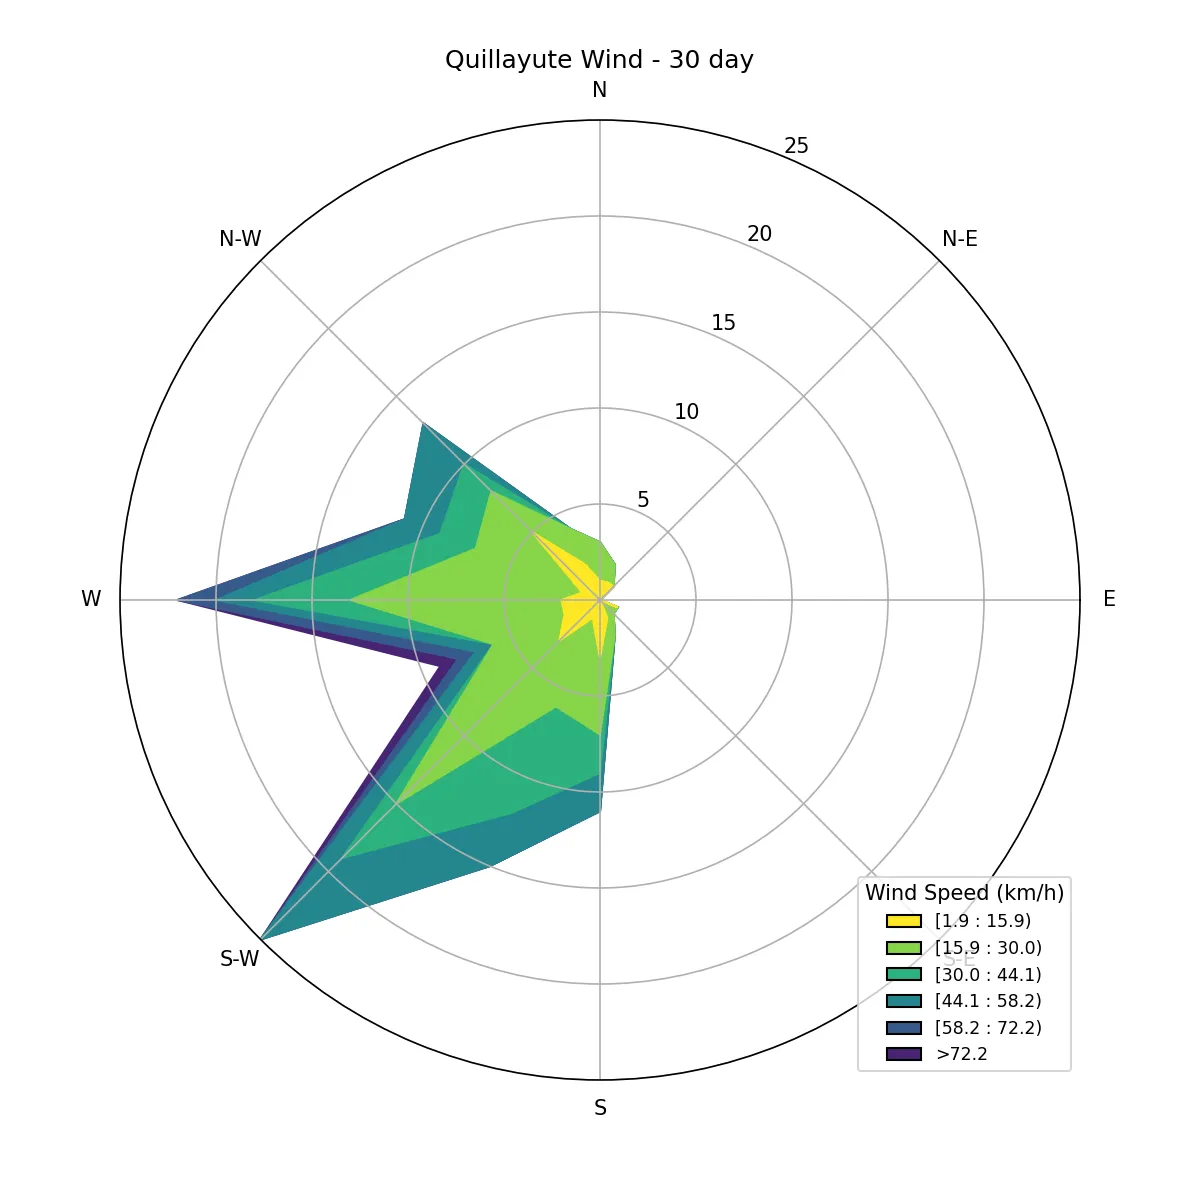 Quillayute Wind - 30 day
N
25
N-W
N-E
20
15
10
5
W
E
Wind Speed (km/h)
[1.9 : 15.9)
[15.9 : 30.0)
S-W
S-E
[30.0 : 44.1)
[44.1 : 58.2)
[58.2 : 72.2)
>72.2
S